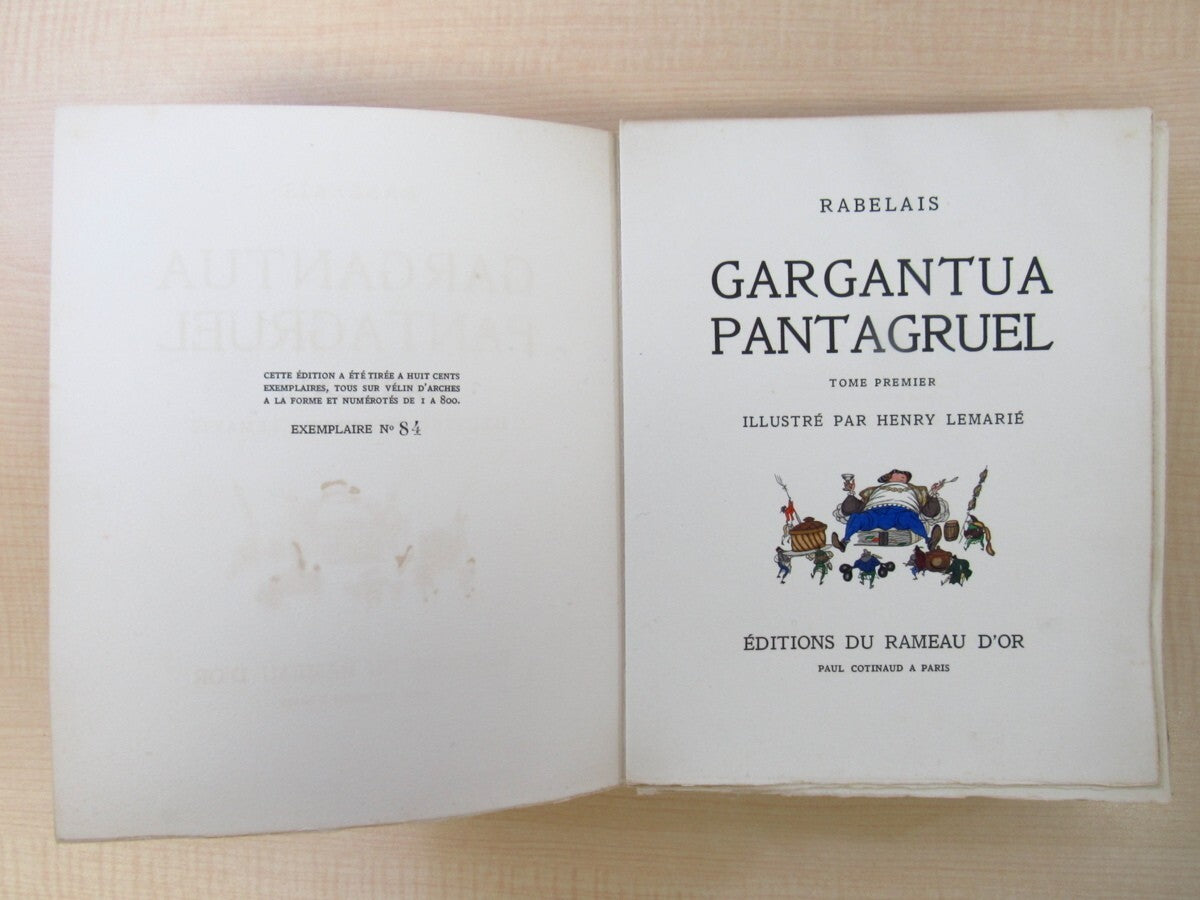 CETTE ÉDITION A ÉTÉ TIRÉE A HUIT CENTS
EXEMPLAIRES, TOUS SUR VÉLIN D'ARCHES
A LA FORME ET NUMÉROTÉS DE 1 A 800.
EXEMPLAIRE Nº 84
RABELAIS
GARGANTUA
PANTAGRUEL
TOME PREMIER
ILLUSTRÉ PAR HENRY LEMARIÉ
ÉDITIONS DU RAMEAU D'OR
PAUL COTINAUD A PARIS